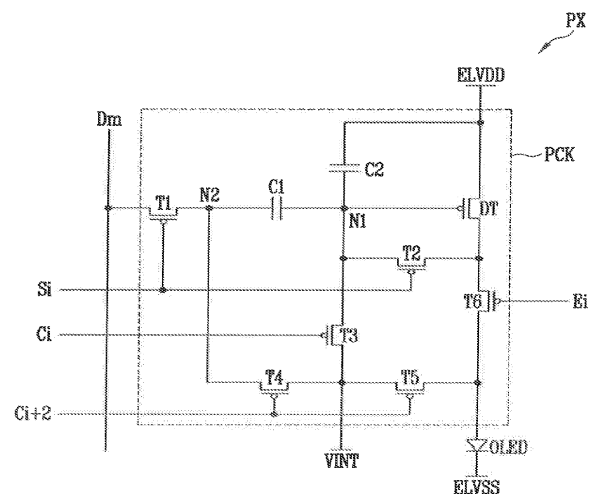 PX
ELVDD
Dm
PCK
C2
C1
T1
N2
N1
DT
T2
Si
T6
Ei
Ci
T3
T4
T5
Ci+2
OLED
VINT
ELVSS